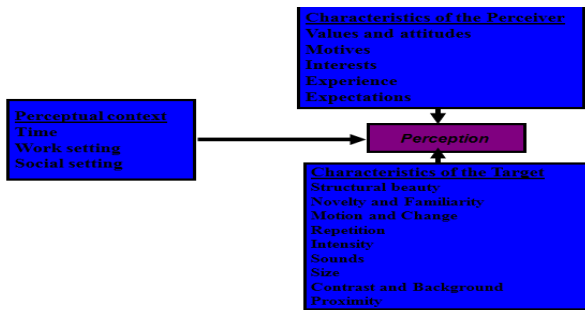 Characteristics of the Perceiver
Values and attitudes
Motives
Interests
Experience
Expectations
Perceptual context
Time
Work setting
Social setting
Perception
Characteristics of the Target
Structural beauty
Novelty and Familiarity
Motion and Change
Repetition
Intensity
Sounds
Size
Contrast and Background
Proximity